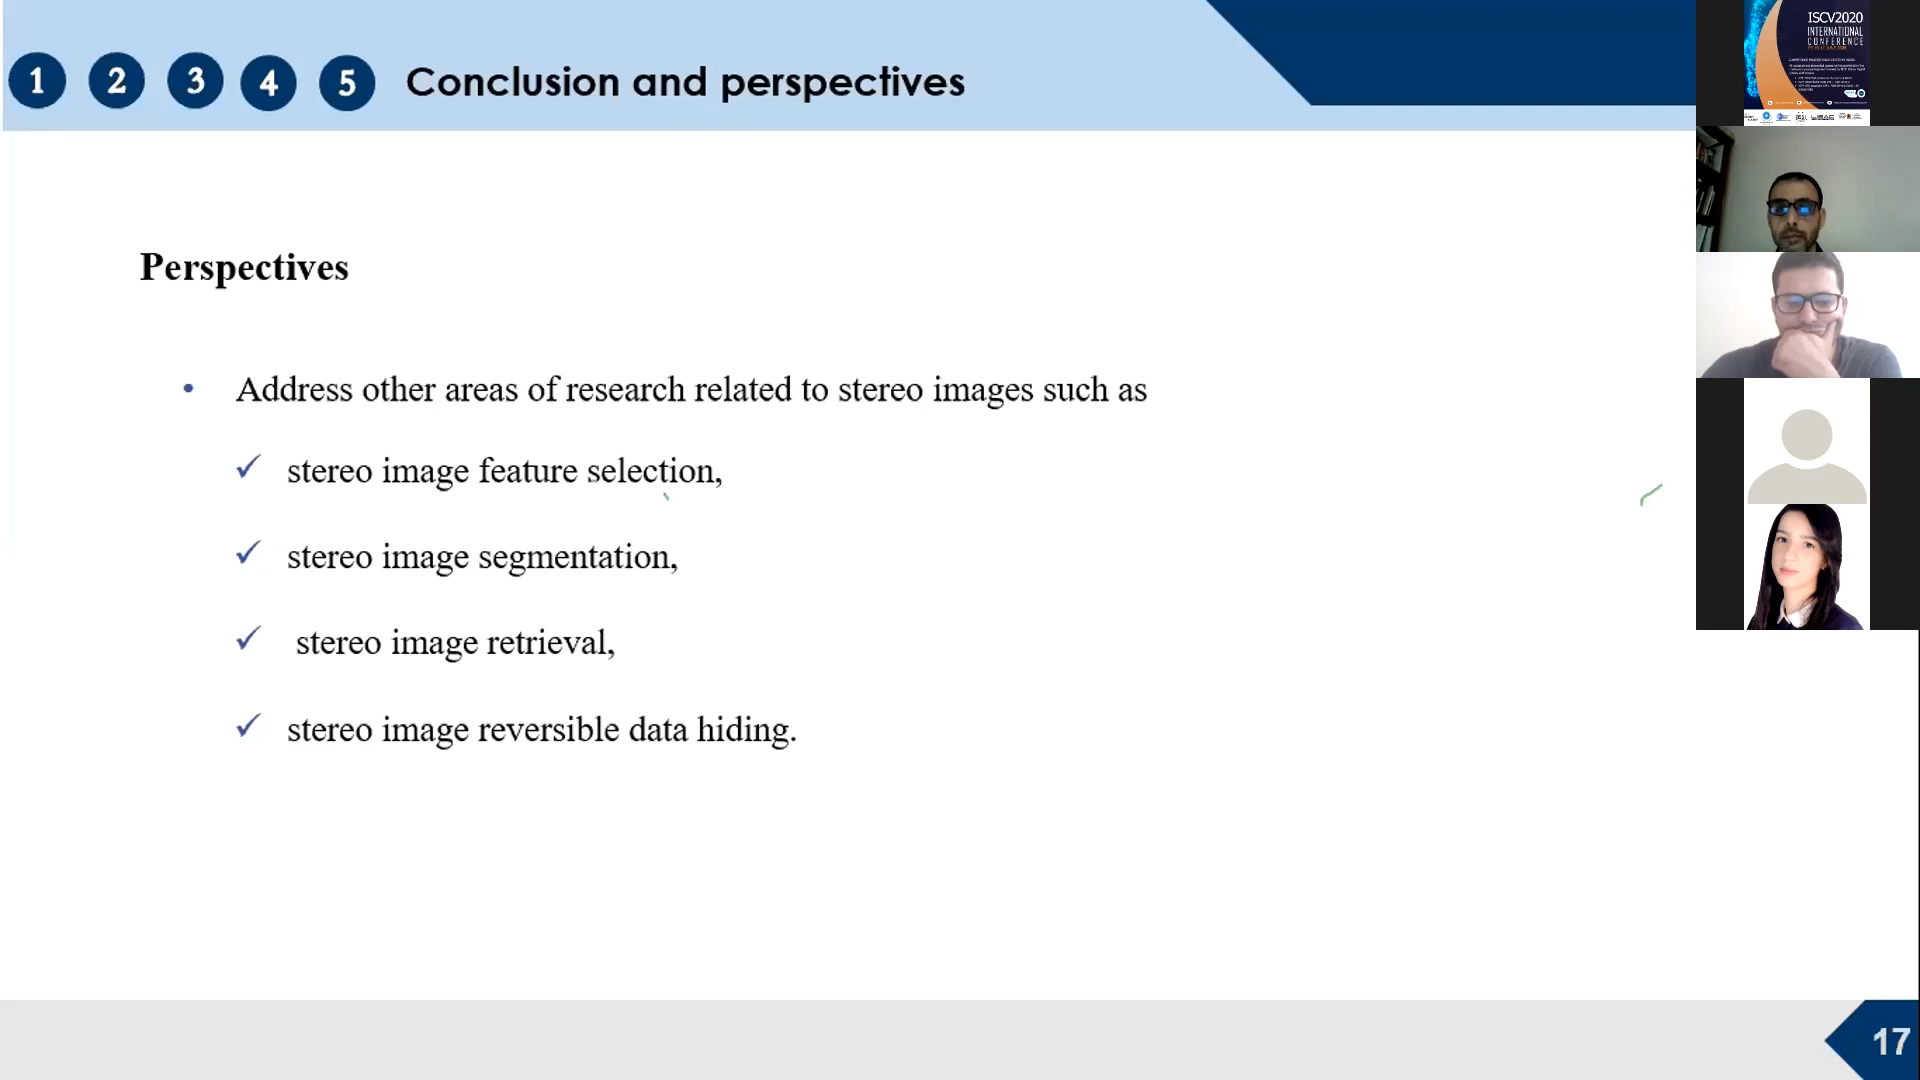 1 2 3 4 5 Conclusion and perspectives
ISCV2020
INTERNATIONAL
CONFERENCE
Perspectives
• Address other areas of research related to stereo images such as
✓ stereo image feature selection,
✓ stereo image segmentation,
✓ stereo image retrieval,
✓ stereo image reversible data hiding.
17